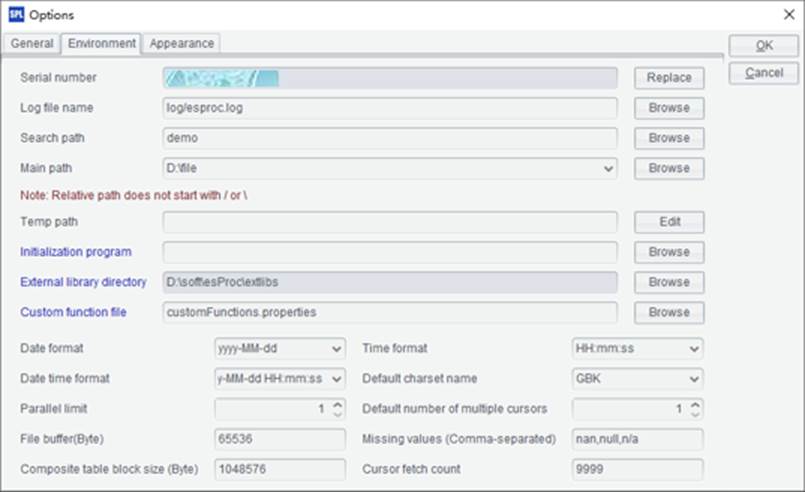 SPL Options
General Environment Appearance
OK
Cancel
Serial number Replace
Log file name log/esproc.log Browse
Search path demo Browse
Main path D:\file Browse
Note: Relative path does not start with / or \
Temp path Edit
Initialization program Browse
External library directory D:\soft\esProc\extlibs Browse
Custom function file customFunctions.properties Browse
Date format yyyy-MM-dd Time format HH:mm:ss
Date time format y-MM-dd HH:mm:ss Default charset name GBK
Parallel limit 1 Default number of multiple cursors 1
File buffer(Byte) 65536 Missing values (Comma-separated) nan,null,n/a
Composite table block size (Byte) 1048576 Cursor fetch count 9999